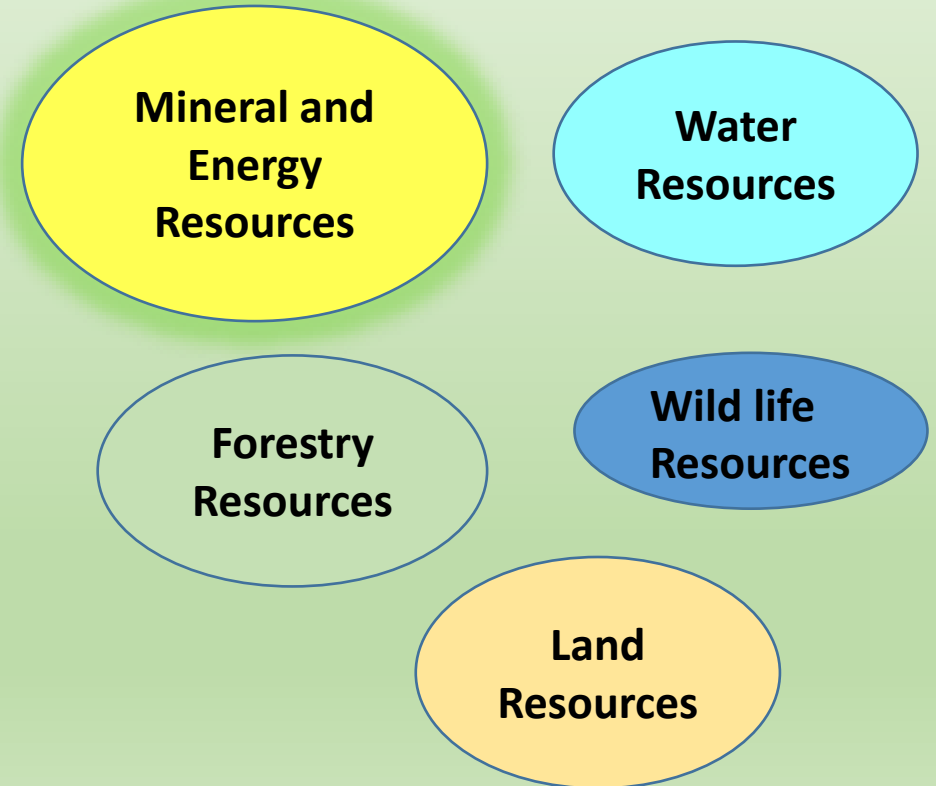 Mineral and
Energy
Resources
Water
Resources
Forestry
Resources
Wild life
Resources
Land
Resources